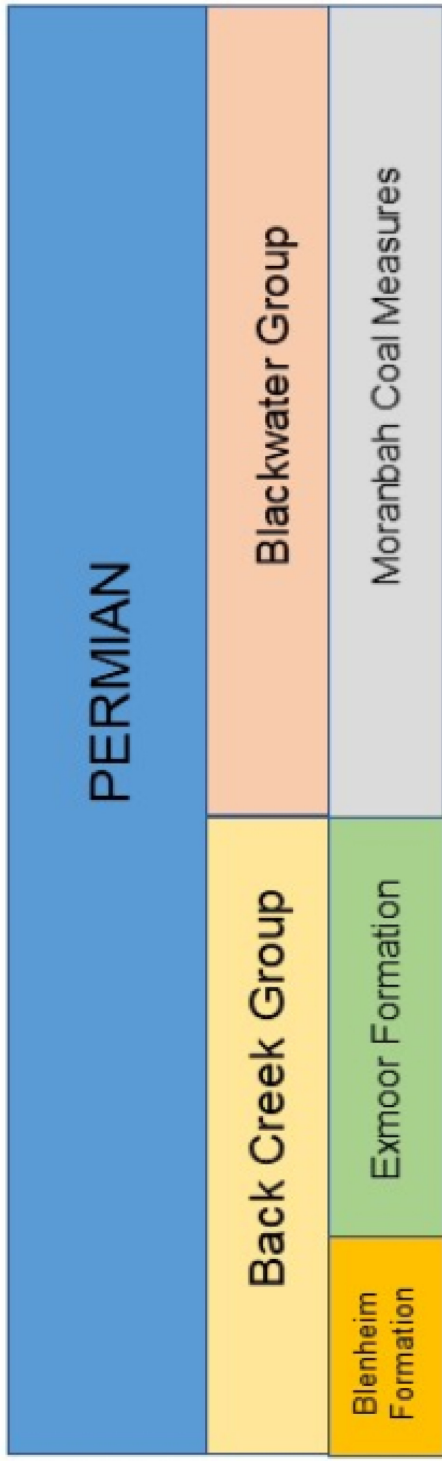 PERMIAN
Blackwater Group
Back Creek Group
Moranbah Coal Measures
Exmoor Formation
Blenheim
Formation